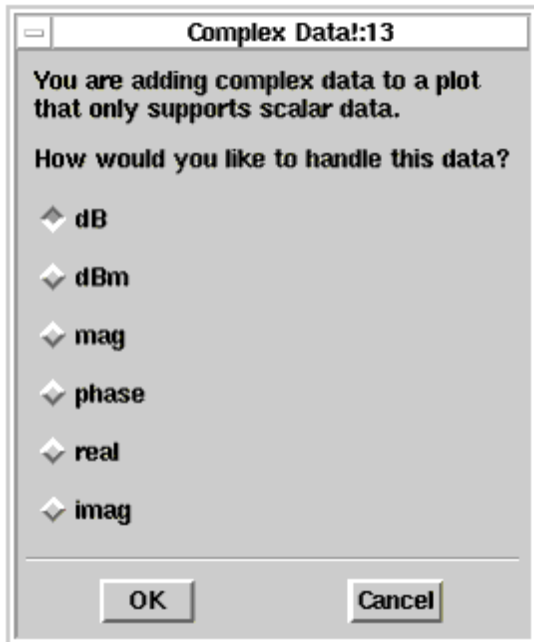 Complex Data!:13
You are adding complex data to a plot
that only supports scalar data.
How would you like to handle this data?
dB
dBm
mag
phase
real
imag
OK
Cancel